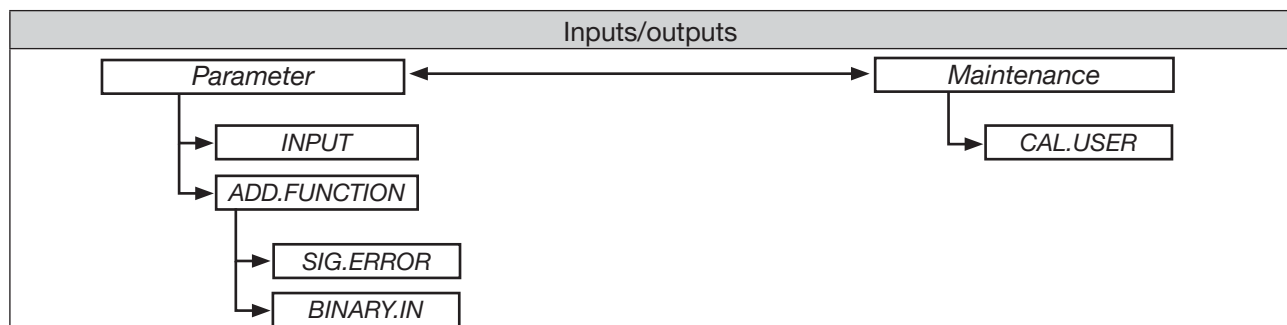 Inputs/outputs
Parameter
Maintenance
INPUT
CAL.USER
ADD.FUNCTION
SIG.ERROR
BINARY.IN